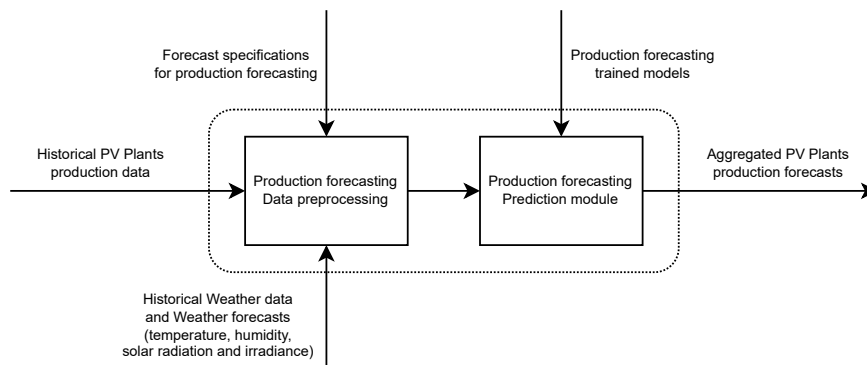 Forecast specifications
for production forecasting
Production forecasting
trained models
Historical PV Plants
production data
Production forecasting
Data preprocessing
Production forecasting
Prediction module
Aggregated PV Plants
production forecasts
Historical Weather data
and Weather forecasts
(temperature, humidity,
solar radiation and irradiance)